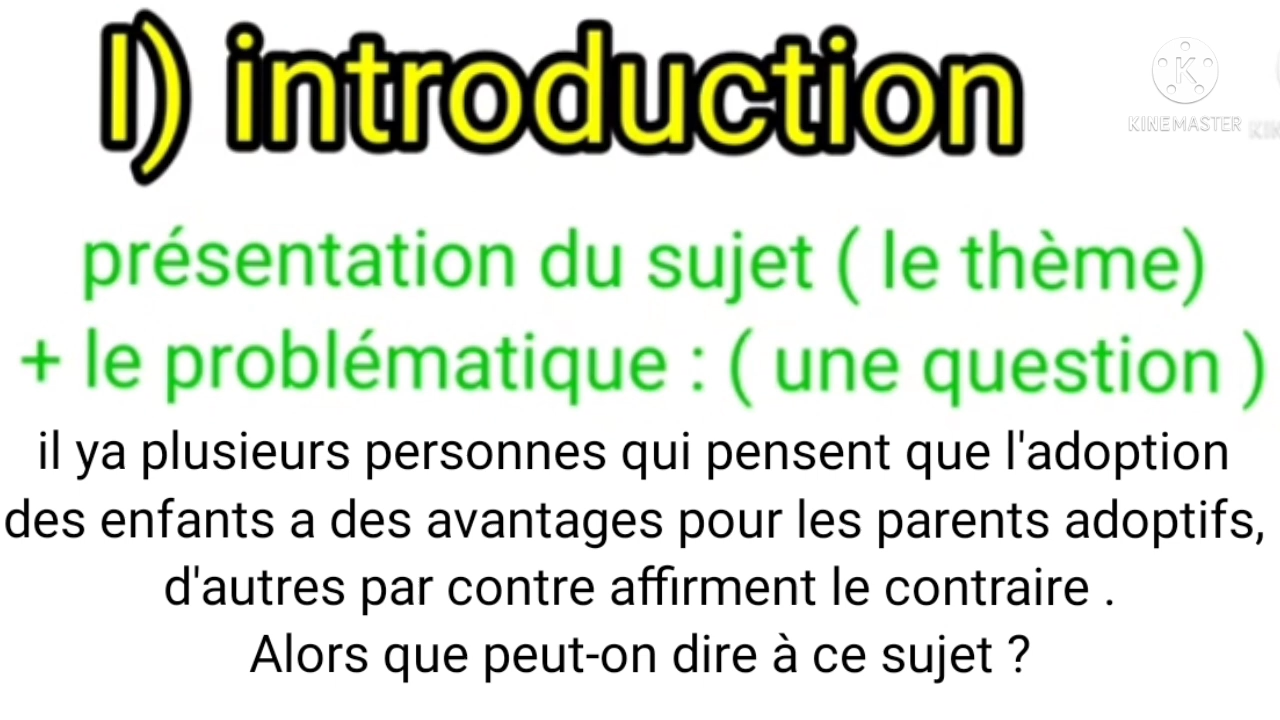 I) introduction
KINEMASTER
présentation du sujet ( le thème)
+ le problématique : ( une question )
il ya plusieurs personnes qui pensent que l'adoption
des enfants a des avantages pour les parents adoptifs,
d'autres par contre affirment le contraire .
Alors que peut-on dire à ce sujet ?